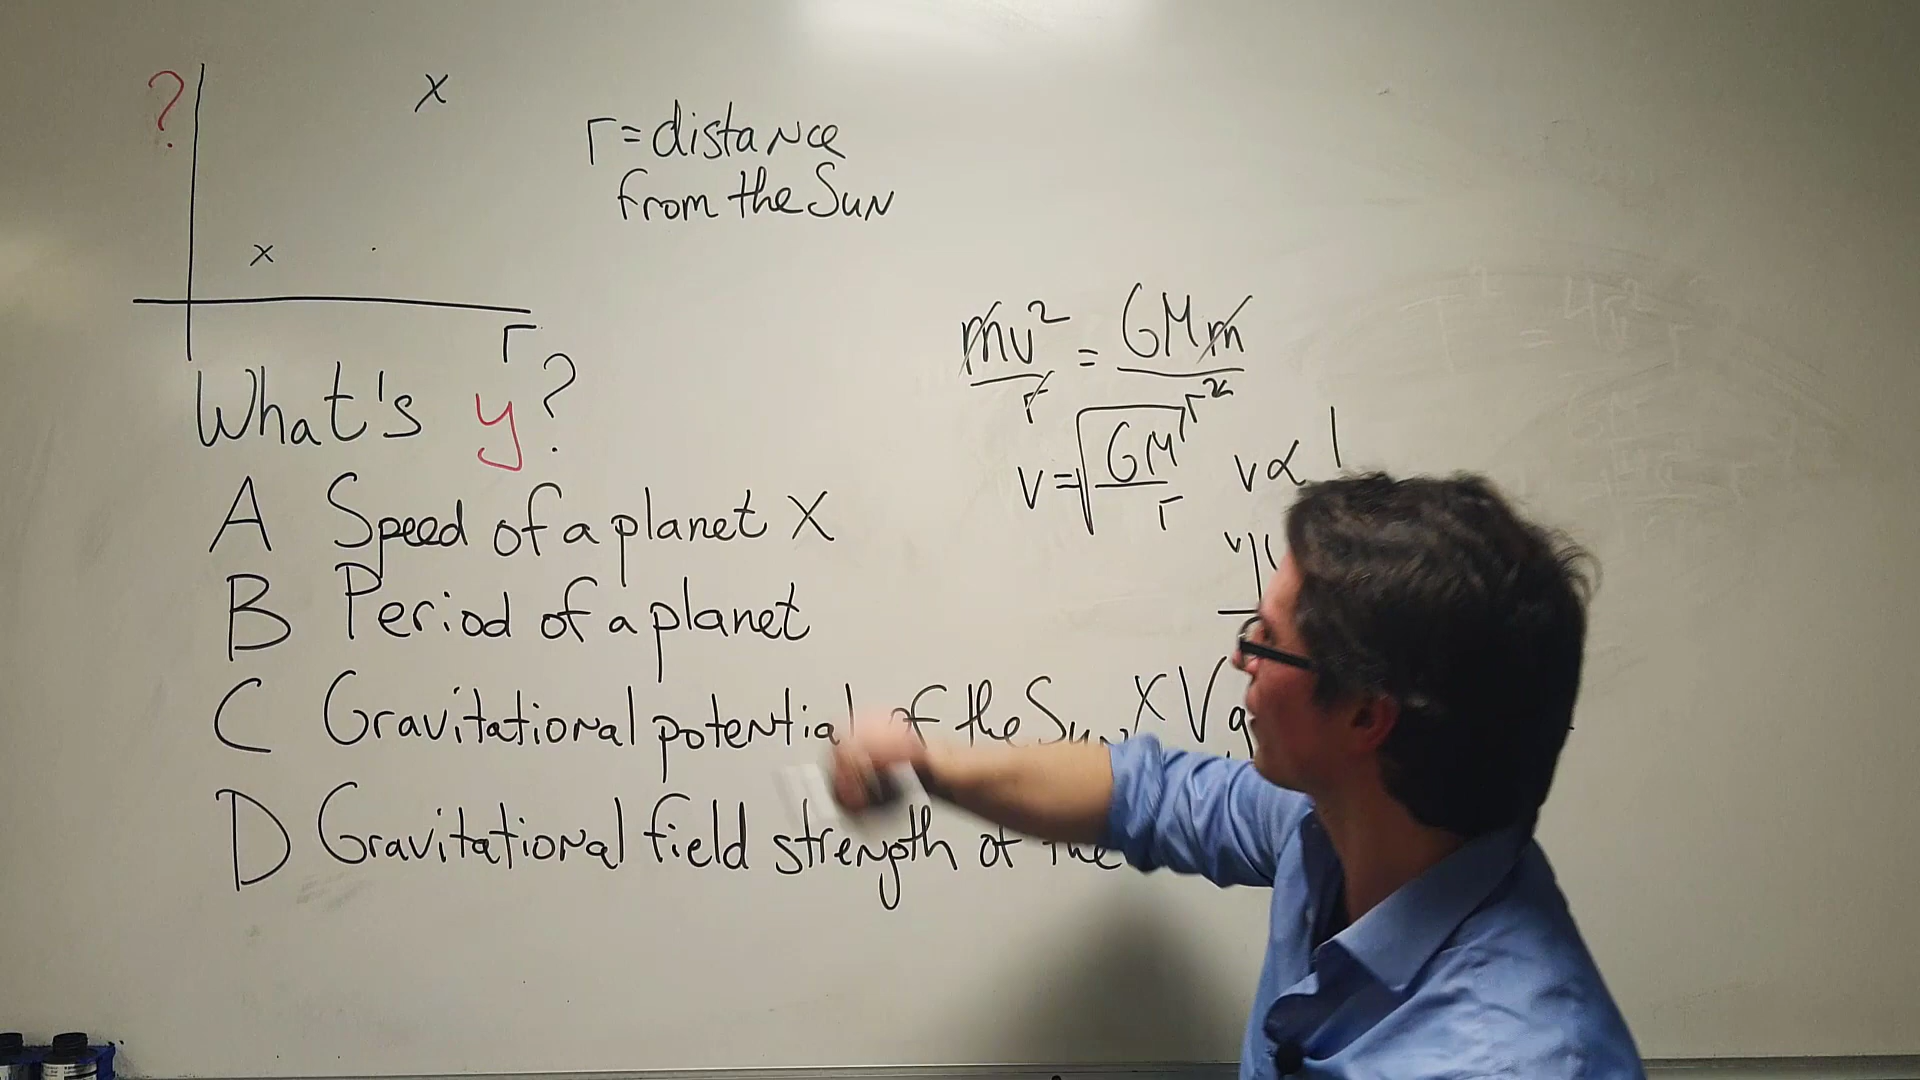 ?
x
x
r
r = distance
from the Sun
What's y?
A Speed of a planet X
B Period of a planet
C Gravitational potential of the Sun X Vg
D Gravitational field strength of the
mv² = GMm
r r²
v = √GM
r
v ∝ 1
v